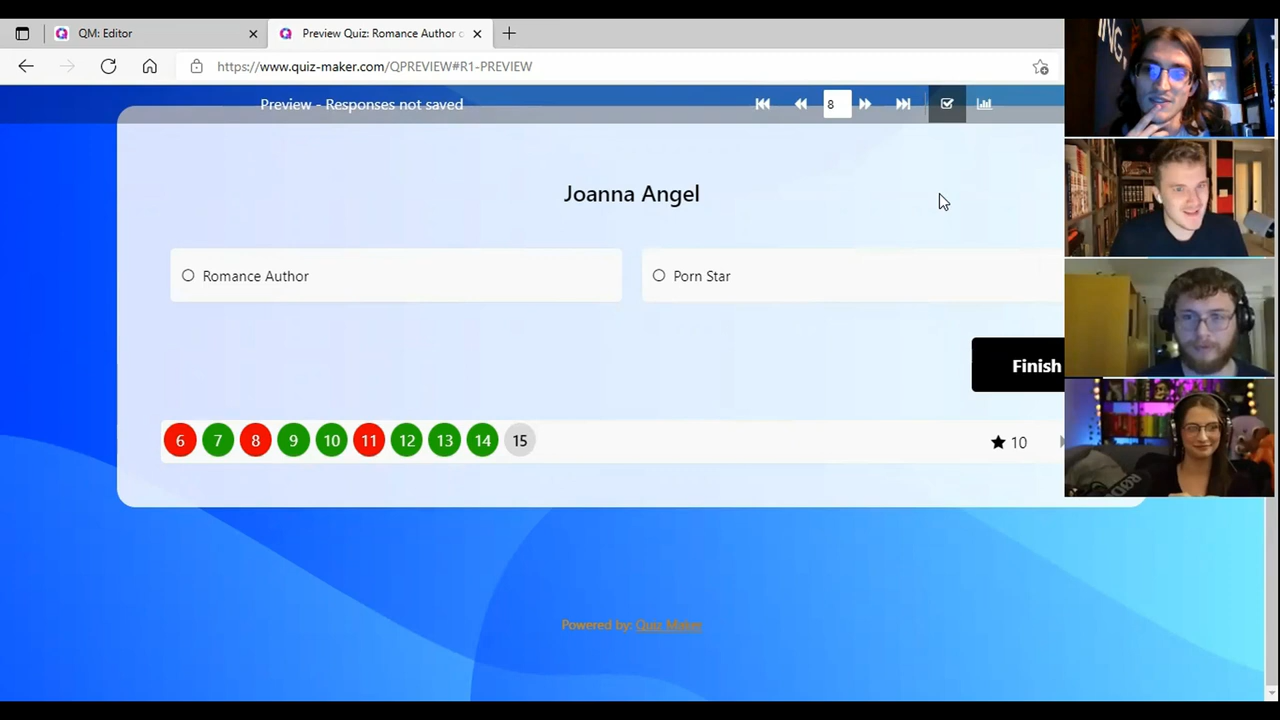 QM: Editor
Preview Quiz: Romance Author
https://www.quiz-maker.com/QPREVIEW#R1-PREVIEW
Preview - Responses not saved
8
Joanna Angel
Romance Author
Porn Star
Finish
6 7 8 9 10 11 12 13 14 15
10
Powered by: Quiz Maker